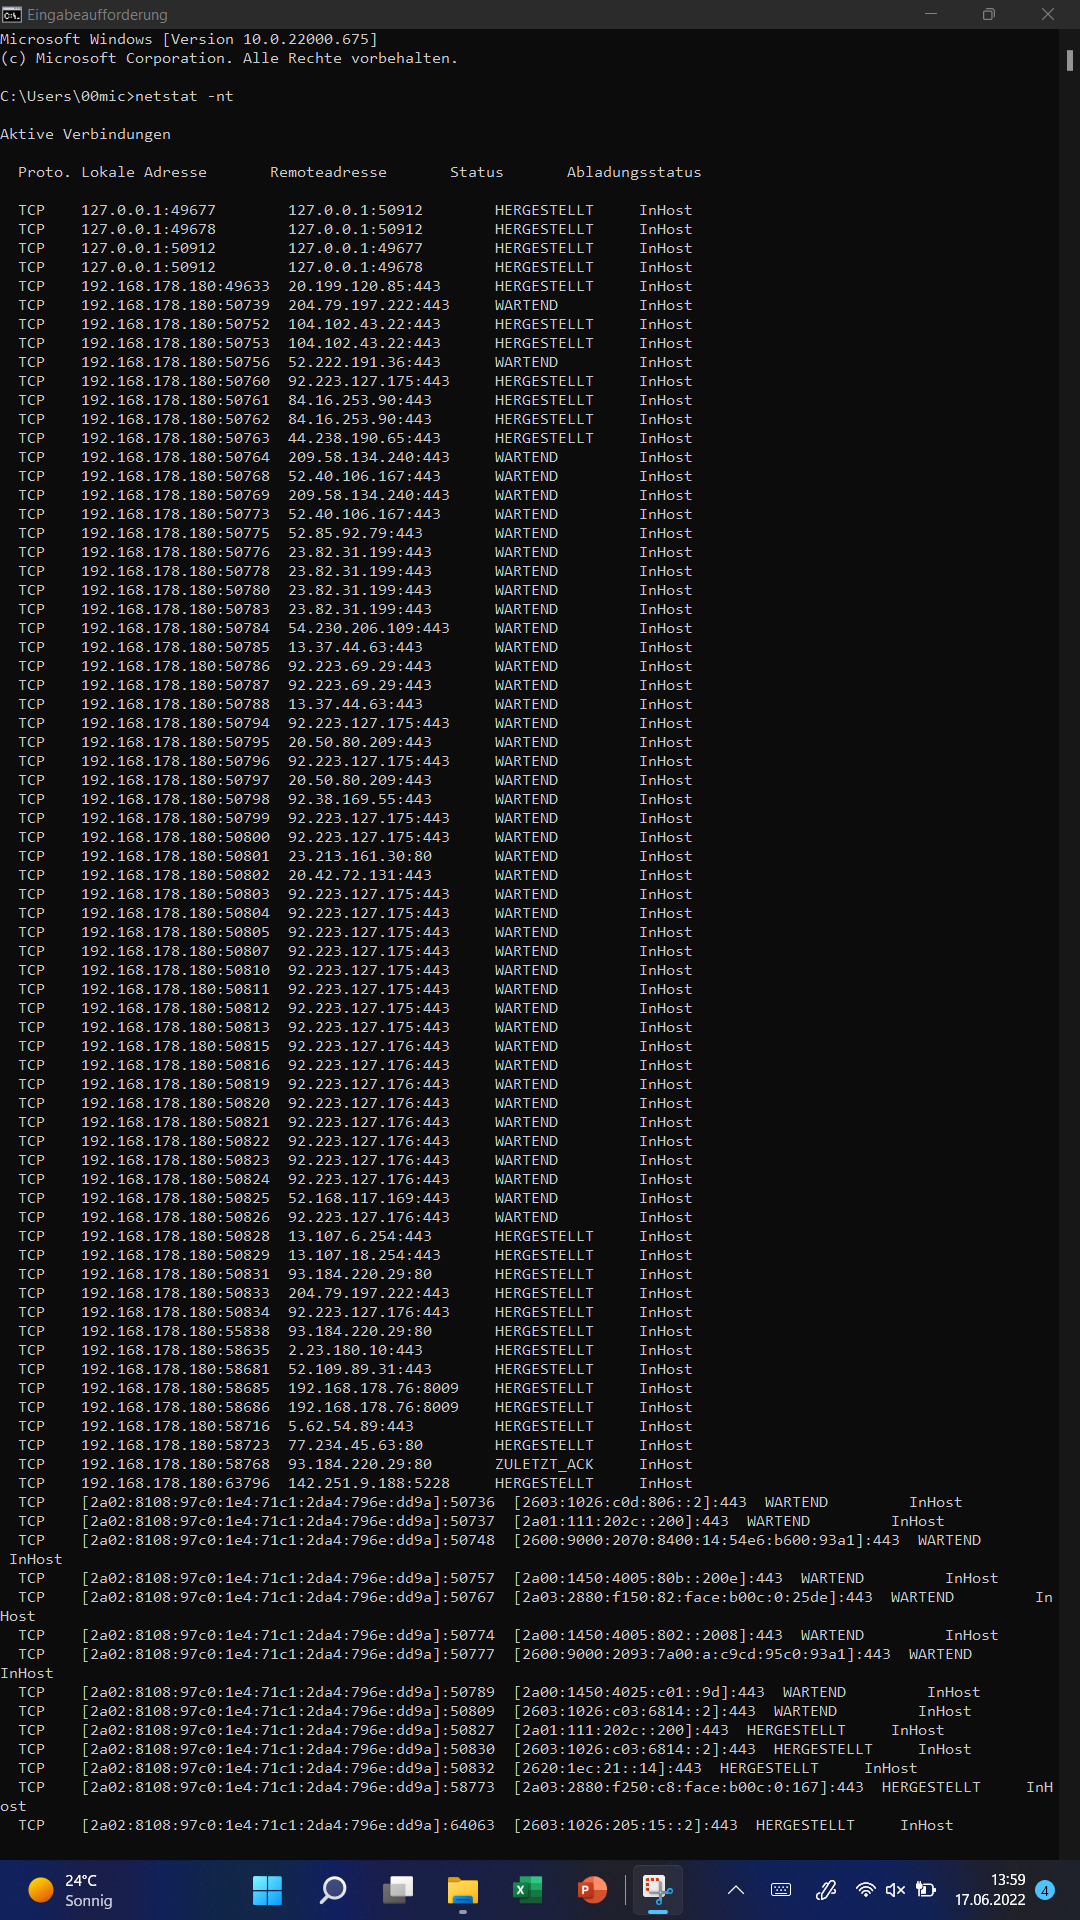 Eingabeaufforderung
Microsoft Windows [Version 10.0.22000.675]
(c) Microsoft Corporation. Alle Rechte vorbehalten.
C:\Users\00mic>netstat -nt
Aktive Verbindungen
Proto. Lokale Adresse Remoteadresse Status Abladungsstatus
TCP 127.0.0.1:49677 127.0.0.1:50912 HERGESTELLT InHost
TCP 127.0.0.1:49678 127.0.0.1:50912 HERGESTELLT InHost
TCP 127.0.0.1:50912 127.0.0.1:49677 HERGESTELLT InHost
TCP 127.0.0.1:50912 127.0.0.1:49678 HERGESTELLT InHost
TCP 192.168.178.180:49633 20.199.120.85:443 HERGESTELLT InHost
TCP 192.168.178.180:50739 204.79.197.222:443 WARTEND InHost
TCP 192.168.178.180:50752 104.102.43.22:443 HERGESTELLT InHost
TCP 192.168.178.180:50753 104.102.43.22:443 HERGESTELLT InHost
TCP 192.168.178.180:50756 52.222.191.36:443 WARTEND InHost
TCP 192.168.178.180:50760 92.223.127.175:443 HERGESTELLT InHost
TCP 192.168.178.180:50761 84.16.253.90:443 HERGESTELLT InHost
TCP 192.168.178.180:50762 84.16.253.90:443 HERGESTELLT InHost
TCP 192.168.178.180:50763 44.238.190.65:443 HERGESTELLT InHost
TCP 192.168.178.180:50764 209.58.134.240:443 WARTEND InHost
TCP 192.168.178.180:50768 52.40.106.167:443 WARTEND InHost
TCP 192.168.178.180:50769 209.58.134.240:443 WARTEND InHost
TCP 192.168.178.180:50773 52.40.106.167:443 WARTEND InHost
TCP 192.168.178.180:50775 52.85.92.79:443 WARTEND InHost
TCP 192.168.178.180:50776 23.82.31.199:443 WARTEND InHost
TCP 192.168.178.180:50778 23.82.31.199:443 WARTEND InHost
TCP 192.168.178.180:50780 23.82.31.199:443 WARTEND InHost
TCP 192.168.178.180:50783 23.82.31.199:443 WARTEND InHost
TCP 192.168.178.180:50784 54.230.206.109:443 WARTEND InHost
TCP 192.168.178.180:50785 13.37.44.63:443 WARTEND InHost
TCP 192.168.178.180:50786 92.223.69.29:443 WARTEND InHost
TCP 192.168.178.180:50787 92.223.69.29:443 WARTEND InHost
TCP 192.168.178.180:50788 13.37.44.63:443 WARTEND InHost
TCP 192.168.178.180:50794 92.223.127.175:443 WARTEND InHost
TCP 192.168.178.180:50795 20.50.80.209:443 WARTEND InHost
TCP 192.168.178.180:50796 92.223.127.175:443 WARTEND InHost
TCP 192.168.178.180:50797 20.50.80.209:443 WARTEND InHost
TCP 192.168.178.180:50798 92.38.169.55:443 WARTEND InHost
TCP 192.168.178.180:50799 92.223.127.175:443 WARTEND InHost
TCP 192.168.178.180:50800 92.223.127.175:443 WARTEND InHost
TCP 192.168.178.180:50801 23.213.161.30:80 WARTEND InHost
TCP 192.168.178.180:50802 20.42.72.131:443 WARTEND InHost
TCP 192.168.178.180:50803 92.223.127.175:443 WARTEND InHost
TCP 192.168.178.180:50804 92.223.127.175:443 WARTEND InHost
TCP 192.168.178.180:50805 92.223.127.175:443 WARTEND InHost
TCP 192.168.178.180:50807 92.223.127.175:443 WARTEND InHost
TCP 192.168.178.180:50810 92.223.127.175:443 WARTEND InHost
TCP 192.168.178.180:50811 92.223.127.175:443 WARTEND InHost
TCP 192.168.178.180:50812 92.223.127.175:443 WARTEND InHost
TCP 192.168.178.180:50813 92.223.127.175:443 WARTEND InHost
TCP 192.168.178.180:50815 92.223.127.176:443 WARTEND InHost
TCP 192.168.178.180:50816 92.223.127.176:443 WARTEND InHost
TCP 192.168.178.180:50819 92.223.127.176:443 WARTEND InHost
TCP 192.168.178.180:50820 92.223.127.176:443 WARTEND InHost
TCP 192.168.178.180:50821 92.223.127.176:443 WARTEND InHost
TCP 192.168.178.180:50822 92.223.127.176:443 WARTEND InHost
TCP 192.168.178.180:50823 92.223.127.176:443 WARTEND InHost
TCP 192.168.178.180:50824 92.223.127.176:443 WARTEND InHost
TCP 192.168.178.180:50825 52.168.117.169:443 WARTEND InHost
TCP 192.168.178.180:50826 92.223.127.176:443 WARTEND InHost
TCP 192.168.178.180:50828 13.107.6.254:443 HERGESTELLT InHost
TCP 192.168.178.180:50829 13.107.18.254:443 HERGESTELLT InHost
TCP 192.168.178.180:50831 93.184.220.29:80 HERGESTELLT InHost
TCP 192.168.178.180:50833 204.79.197.222:443 HERGESTELLT InHost
TCP 192.168.178.180:50834 92.223.127.176:443 HERGESTELLT InHost
TCP 192.168.178.180:55838 93.184.220.29:80 HERGESTELLT InHost
TCP 192.168.178.180:58635 2.23.180.10:443 HERGESTELLT InHost
TCP 192.168.178.180:58681 52.109.89.31:443 HERGESTELLT InHost
TCP 192.168.178.180:58685 192.168.178.76:8009 HERGESTELLT InHost
TCP 192.168.178.180:58686 192.168.178.76:8009 HERGESTELLT InHost
TCP 192.168.178.180:58716 5.62.54.89:443 HERGESTELLT InHost
TCP 192.168.178.180:58723 77.234.45.63:80 HERGESTELLT InHost
TCP 192.168.178.180:58768 93.184.220.29:80 ZULETZT_ACK InHost
TCP 192.168.178.180:63796 142.251.9.188:5228 HERGESTELLT InHost
TCP [2a02:8108:97c0:1e4:71c1:2da4:796e:dd9a]:50736 [2603:1026:c0d:806::2]:443 WARTEND InHost
TCP [2a02:8108:97c0:1e4:71c1:2da4:796e:dd9a]:50737 [2a01:111:202c::200]:443 WARTEND InHost
TCP [2a02:8108:97c0:1e4:71c1:2da4:796e:dd9a]:50748 [2600:9000:2070:8400:14:54e6:b600:93a1]:443 WARTEND
InHost
TCP [2a02:8108:97c0:1e4:71c1:2da4:796e:dd9a]:50757 [2a00:1450:4005:80b::200e]:443 WARTEND InHost
TCP [2a02:8108:97c0:1e4:71c1:2da4:796e:dd9a]:50767 [2a03:2880:f150:82:face:b00c:0:25de]:443 WARTEND In
Host
TCP [2a02:8108:97c0:1e4:71c1:2da4:796e:dd9a]:50774 [2a00:1450:4005:802::2008]:443 WARTEND InHost
TCP [2a02:8108:97c0:1e4:71c1:2da4:796e:dd9a]:50777 [2600:9000:2093:7a00:a:c9cd:95c0:93a1]:443 WARTEND
InHost
TCP [2a02:8108:97c0:1e4:71c1:2da4:796e:dd9a]:50789 [2a00:1450:4025:c01::9d]:443 WARTEND InHost
TCP [2a02:8108:97c0:1e4:71c1:2da4:796e:dd9a]:50809 [2603:1026:c03:6814::2]:443 WARTEND InHost
TCP [2a02:8108:97c0:1e4:71c1:2da4:796e:dd9a]:50827 [2a01:111:202c::200]:443 HERGESTELLT InHost
TCP [2a02:8108:97c0:1e4:71c1:2da4:796e:dd9a]:50830 [2603:1026:c03:6814::2]:443 HERGESTELLT InHost
TCP [2a02:8108:97c0:1e4:71c1:2da4:796e:dd9a]:50832 [2620:1ec:21::14]:443 HERGESTELLT InHost
TCP [2a02:8108:97c0:1e4:71c1:2da4:796e:dd9a]:58773 [2a03:2880:f250:c8:face:b00c:0:167]:443 HERGESTELLT InH
ost
TCP [2a02:8108:97c0:1e4:71c1:2da4:796e:dd9a]:64063 [2603:1026:205:15::2]:443 HERGESTELLT InHost
24°C
Sonnig
13:59
17.06.2022
4